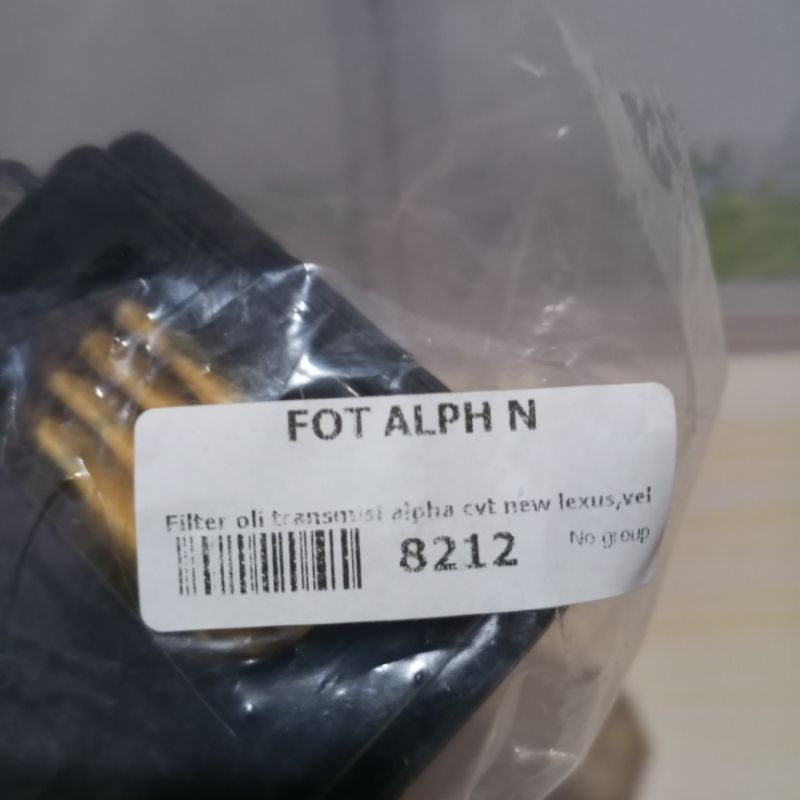 FOT ALPH N
Filter oli transmisi alpha cvt new lexus,vel
8212
No group